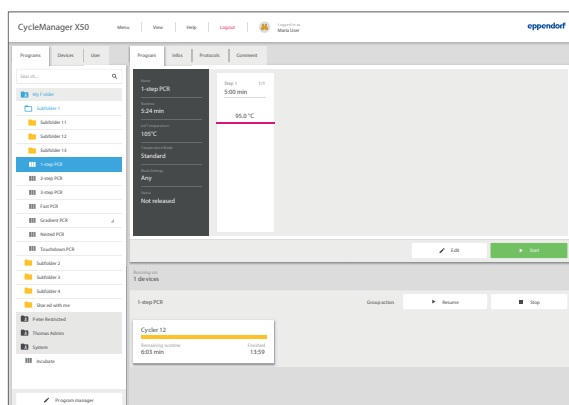 CycleManager X50
Menu
View
Help
Logout
Logged in as
Maria User
eppendorf
Programs
Devices
User
Search...
My Folder
Subfolder 1
Subfolder 11
Subfolder 12
Subfolder 13
1-step PCR
2-step PCR
3-step PCR
Fast PCR
Gradient PCR
Nested PCR
Touchdown PCR
Subfolder 2
Subfolder 3
Subfolder 4
Shared with me
Peter Restricted
Thomas Admin
System
Incubate
Program manager
Program
Infos
Protocols
Comment
Name
1-step PCR
Runtime
5:24 min
Lid Temperature
105°C
Temperature Mode
Standard
Block Setting
Any
Status
Not released
Step 1 1/1
5:00 min
95.0 °C
Edit
Start
Running on
1 devices
1-step PCR
Group action
Resume
Stop
Cycler 12
Remaining runtime Finished
6:03 min 13:59